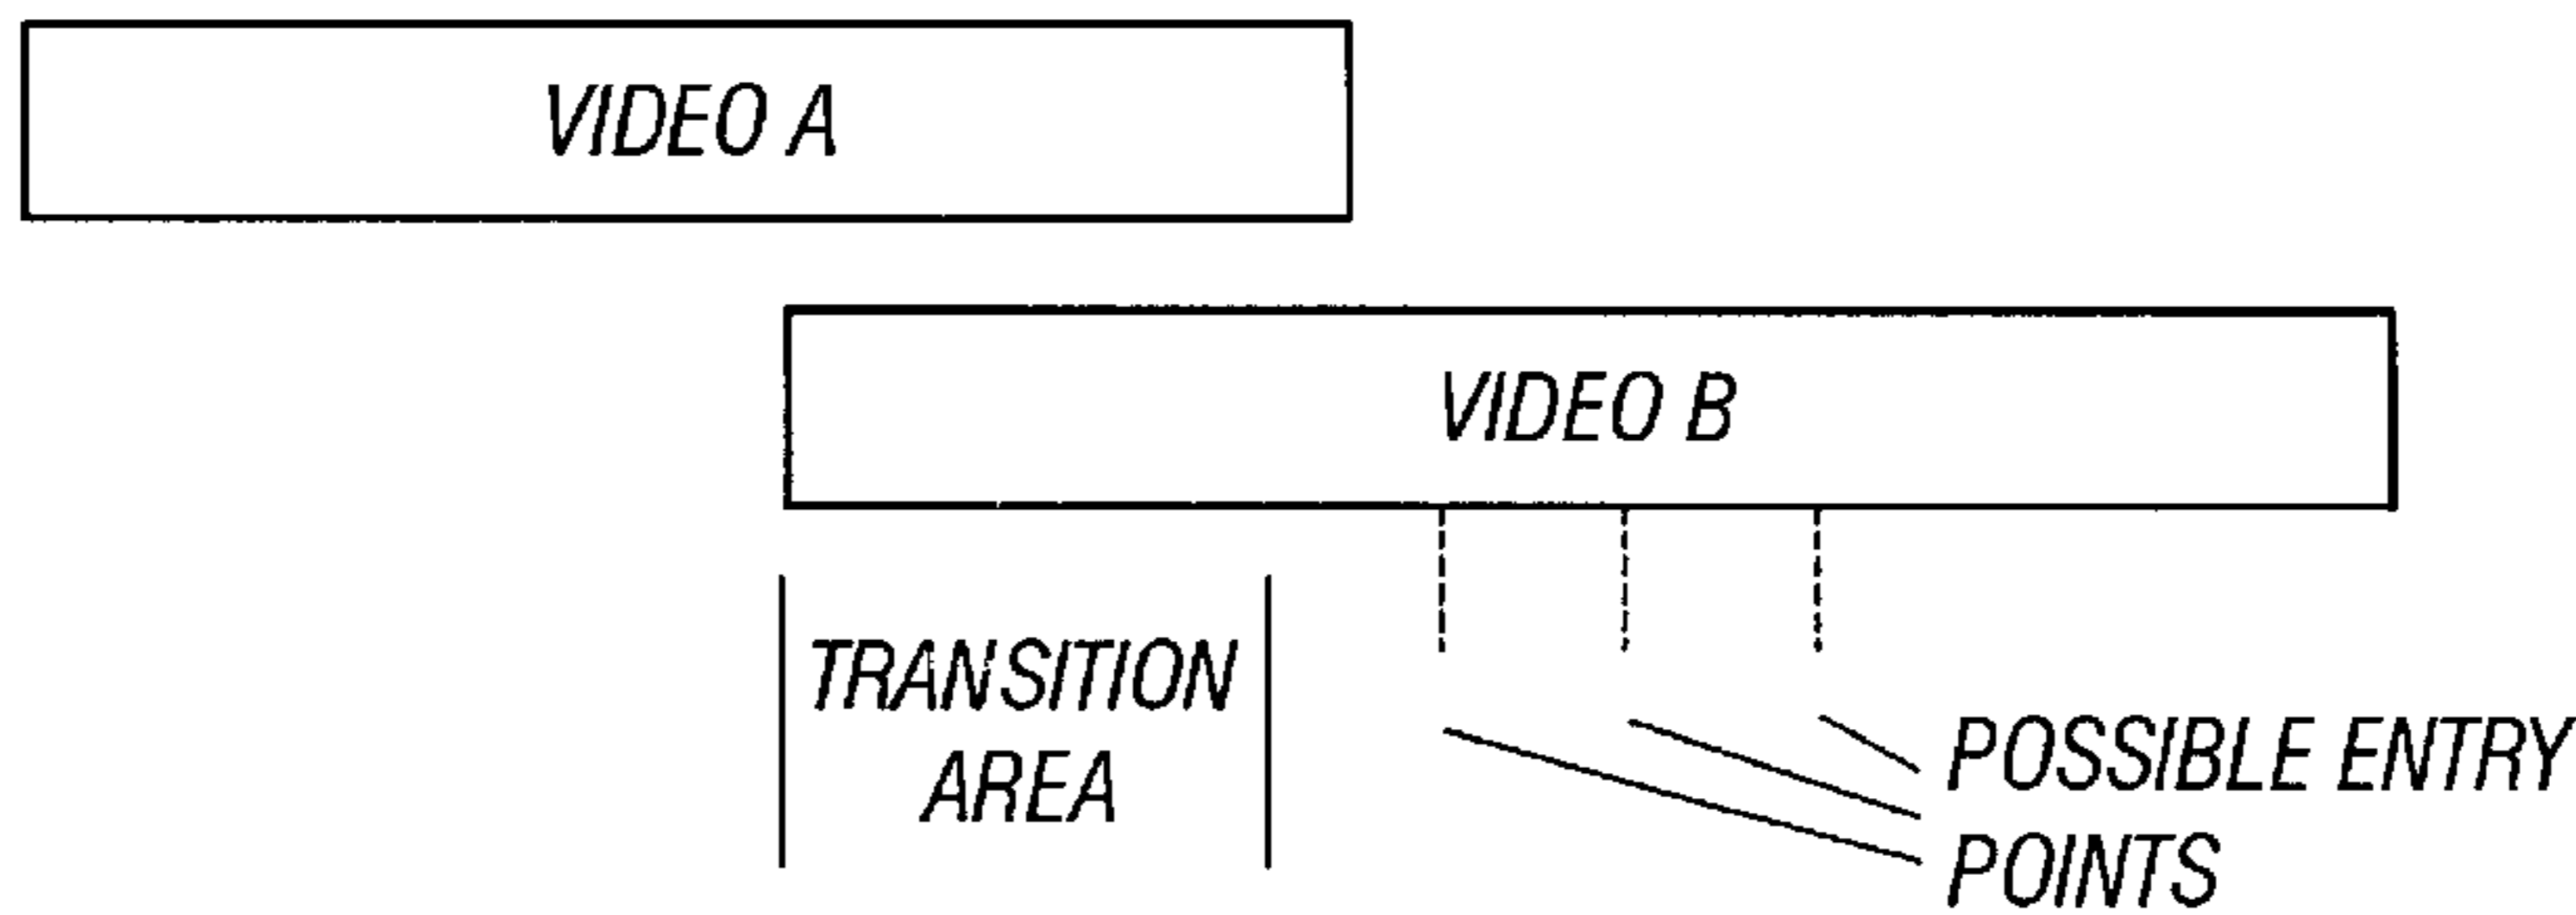 VIDEO A
VIDEO B
TRANSITION
AREA
POSSIBLE ENTRY
POINTS